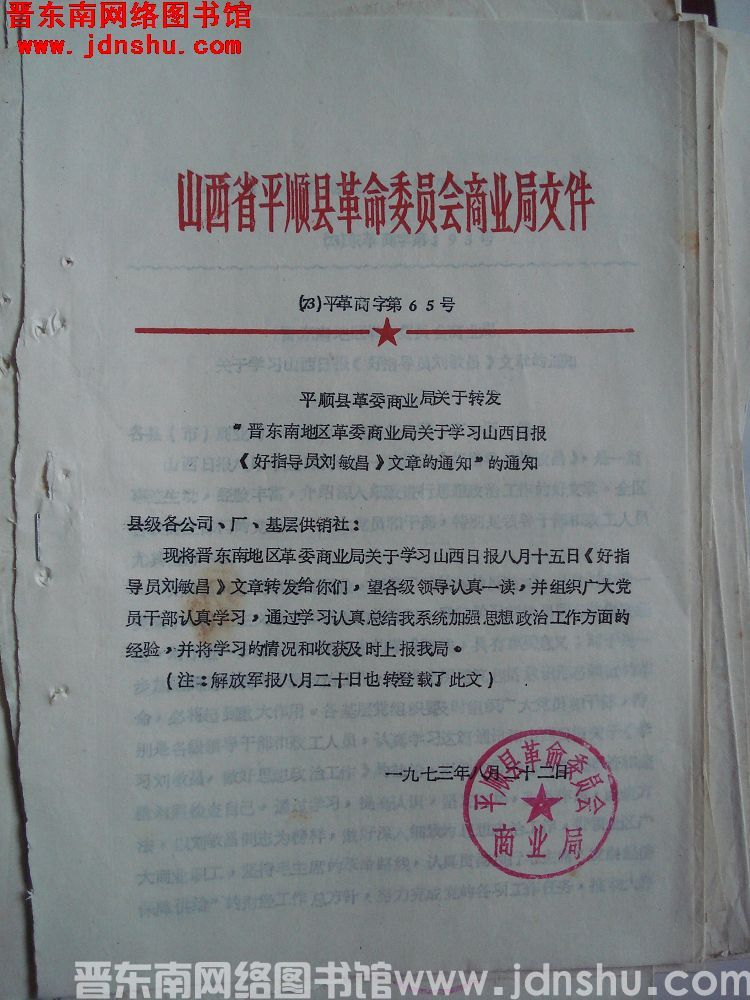 晋东南网络图书馆
www.jdnshu.com
山西省平顺县革命委员会商业局文件
(73)平革商字第65号
平顺县革委商业局关于转发
“晋东南地区革委商业局关于学习山西日报
《好指导员刘敏昌》文章的通知”的通知
县级各公司、厂、基层供销社:
现将晋东南地区革委商业局关于学习山西日报八月十五日《好指
导员刘敏昌》文章转发给你们,望各级领导认真一读,并组织广大党
员干部认真学习,通过学习认真总结我系统加强思想政治工作方面的
经验,并将学习的情况和收获及时上报我局。
(注:解放军报八月二十日也转登载了此文)
一九七三年八月二十二日
平顺县革命委员会
商业局
晋东南网络图书馆www.jdnshu.com